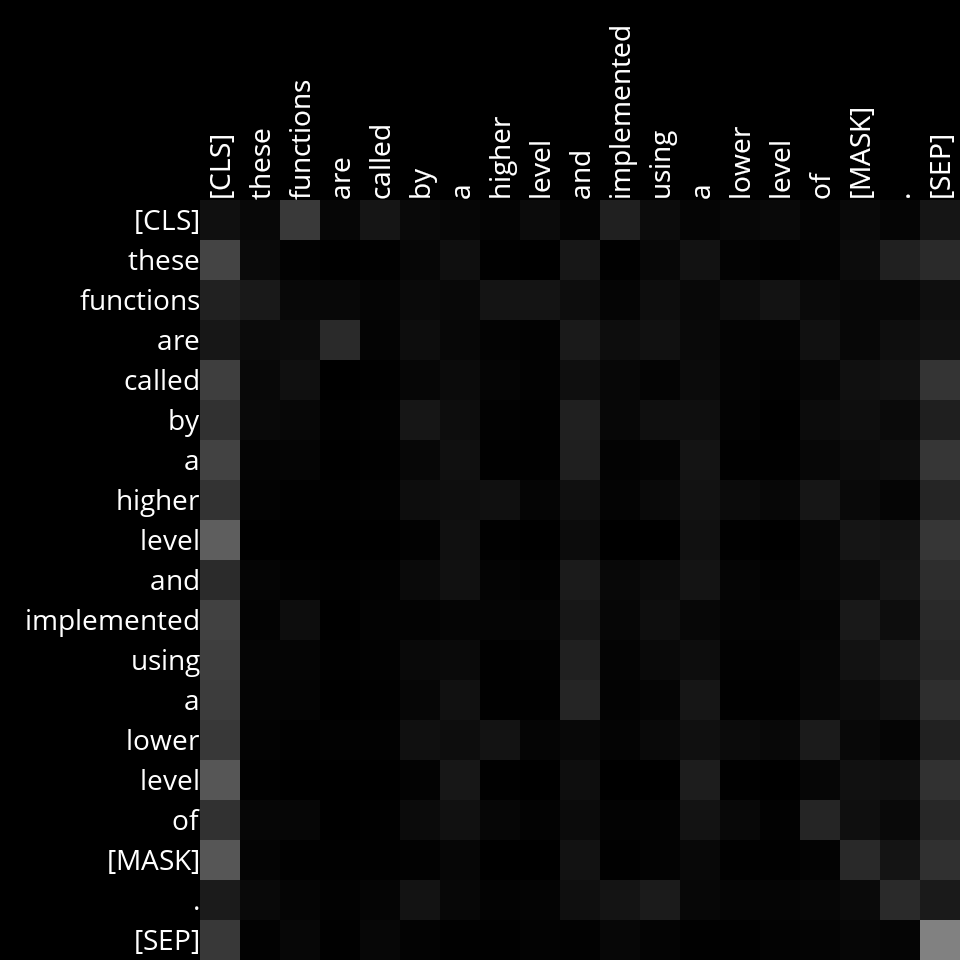 [CLS] these functions are called by a higher level and implemented using a lower level of [MASK] . [SEP]
[CLS]
these
functions
are
called
by
a
higher
level
and
implemented
using
a
lower
level
of
[MASK]
.
[SEP]